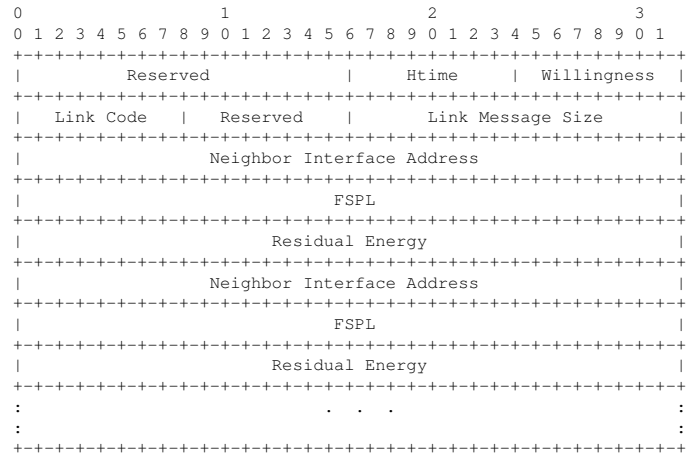 0                   1                   2                   3
0 1 2 3 4 5 6 7 8 9 0 1 2 3 4 5 6 7 8 9 0 1 2 3 4 5 6 7 8 9 0 1
+-+-+-+-+-+-+-+-+-+-+-+-+-+-+-+-+-+-+-+-+-+-+-+-+-+-+-+-+-+-+-+-+
| Reserved | Htime | Willingness |
+-+-+-+-+-+-+-+-+-+-+-+-+-+-+-+-+-+-+-+-+-+-+-+-+-+-+-+-+-+-+-+-+
| Link Code | Reserved | Link Message Size |
+-+-+-+-+-+-+-+-+-+-+-+-+-+-+-+-+-+-+-+-+-+-+-+-+-+-+-+-+-+-+-+-+
| Neighbor Interface Address |
+-+-+-+-+-+-+-+-+-+-+-+-+-+-+-+-+-+-+-+-+-+-+-+-+-+-+-+-+-+-+-+-+
| FSPL |
+-+-+-+-+-+-+-+-+-+-+-+-+-+-+-+-+-+-+-+-+-+-+-+-+-+-+-+-+-+-+-+-+
| Residual Energy |
+-+-+-+-+-+-+-+-+-+-+-+-+-+-+-+-+-+-+-+-+-+-+-+-+-+-+-+-+-+-+-+-+
| Neighbor Interface Address |
+-+-+-+-+-+-+-+-+-+-+-+-+-+-+-+-+-+-+-+-+-+-+-+-+-+-+-+-+-+-+-+-+
| FSPL |
+-+-+-+-+-+-+-+-+-+-+-+-+-+-+-+-+-+-+-+-+-+-+-+-+-+-+-+-+-+-+-+-+
| Residual Energy |
+-+-+-+-+-+-+-+-+-+-+-+-+-+-+-+-+-+-+-+-+-+-+-+-+-+-+-+-+-+-+-+-+
: . . . :
: :
+-+-+-+-+-+-+-+-+-+-+-+-+-+-+-+-+-+-+-+-+-+-+-+-+-+-+-+-+-+-+-+-+